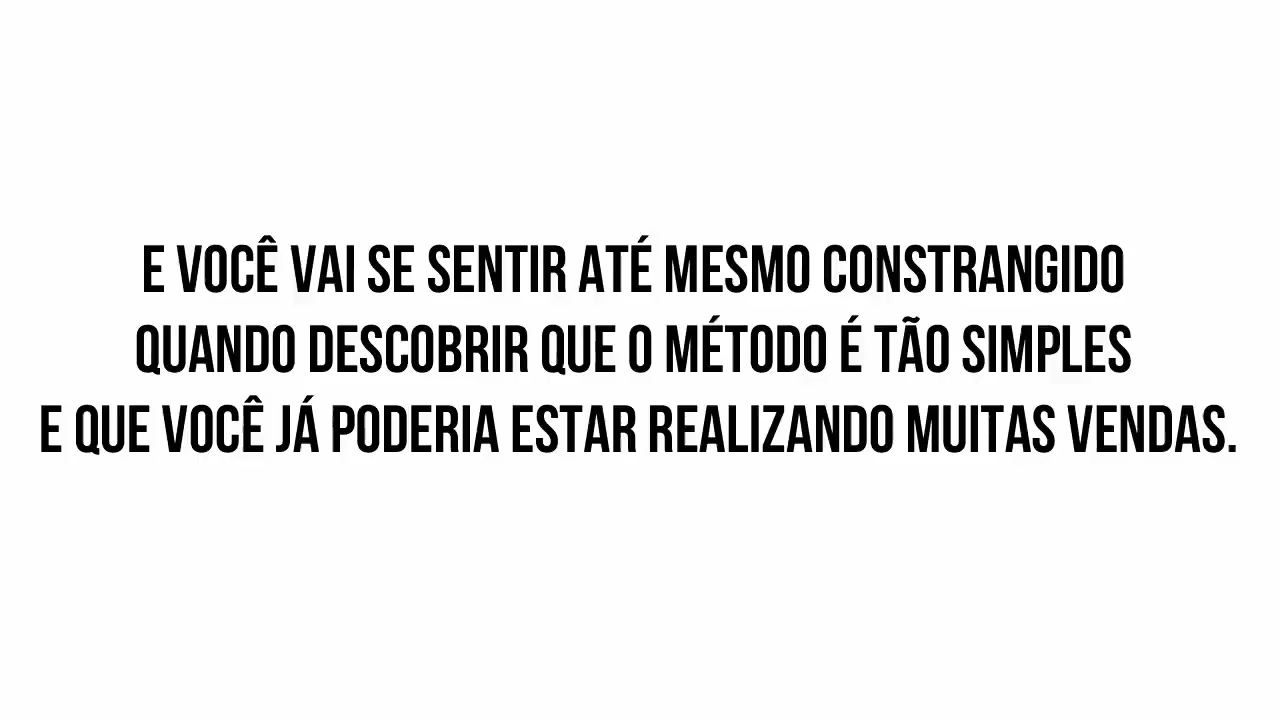 E VOCÊ VAI SE SENTIR ATÉ MESMO CONSTRANGIDO
QUANDO DESCOBRIR QUE O MÉTODO É TÃO SIMPLES
E QUE VOCÊ JÁ PODERIA ESTAR REALIZANDO MUITAS VENDAS.